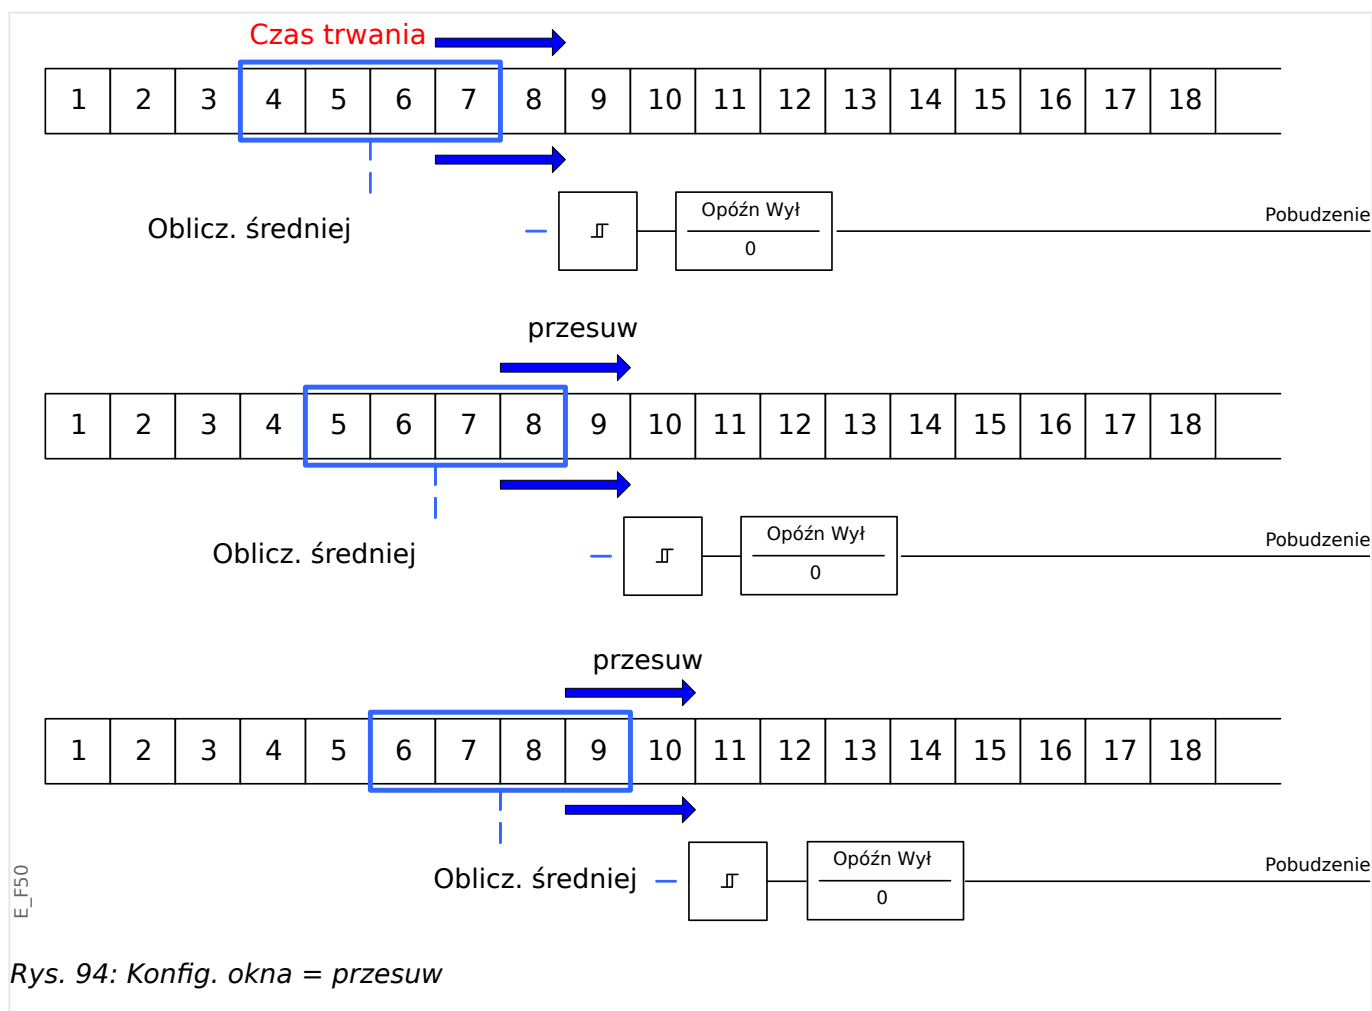 Czas trwania
1 2 3 4 5 6 7 8 9 10 11 12 13 14 15 16 17 18
Oblicz. średniej
Opóźn Wył
0
Pobudzenie
przesuw
1 2 3 4 5 6 7 8 9 10 11 12 13 14 15 16 17 18
Oblicz. średniej
Opóźn Wył
0
Pobudzenie
przesuw
1 2 3 4 5 6 7 8 9 10 11 12 13 14 15 16 17 18
Oblicz. średniej
Opóźn Wył
0
Pobudzenie
E_F50
Rys. 94: Konfig. okna = przesuw